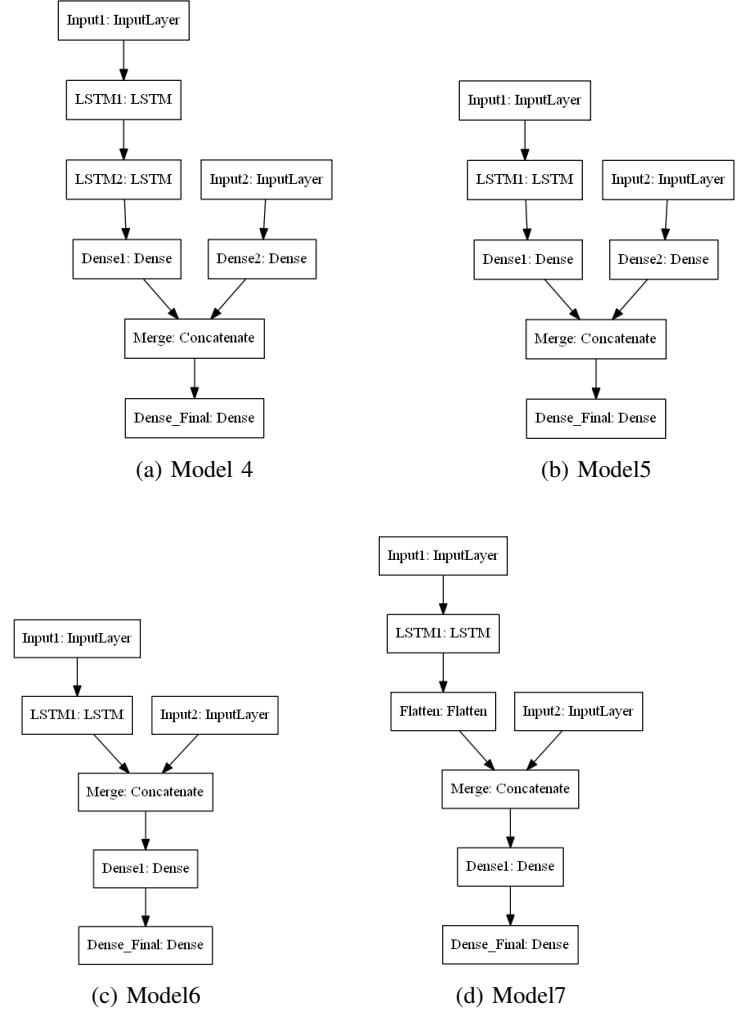 Input1: InputLayer
LSTM1: LSTM
LSTM2: LSTM
Input2: InputLayer
Dense1: Dense
Dense2: Dense
Merge: Concatenate
Dense_Final: Dense
(a) Model 4
Input1: InputLayer
LSTM1: LSTM
Input2: InputLayer
Dense1: Dense
Dense2: Dense
Merge: Concatenate
Dense_Final: Dense
(b) Model5
Input1: InputLayer
LSTM1: LSTM
Input2: InputLayer
Merge: Concatenate
Dense1: Dense
Dense_Final: Dense
(c) Model6
Input1: InputLayer
LSTM1: LSTM
Flatten: Flatten
Input2: InputLayer
Merge: Concatenate
Dense1: Dense
Dense_Final: Dense
(d) Model7